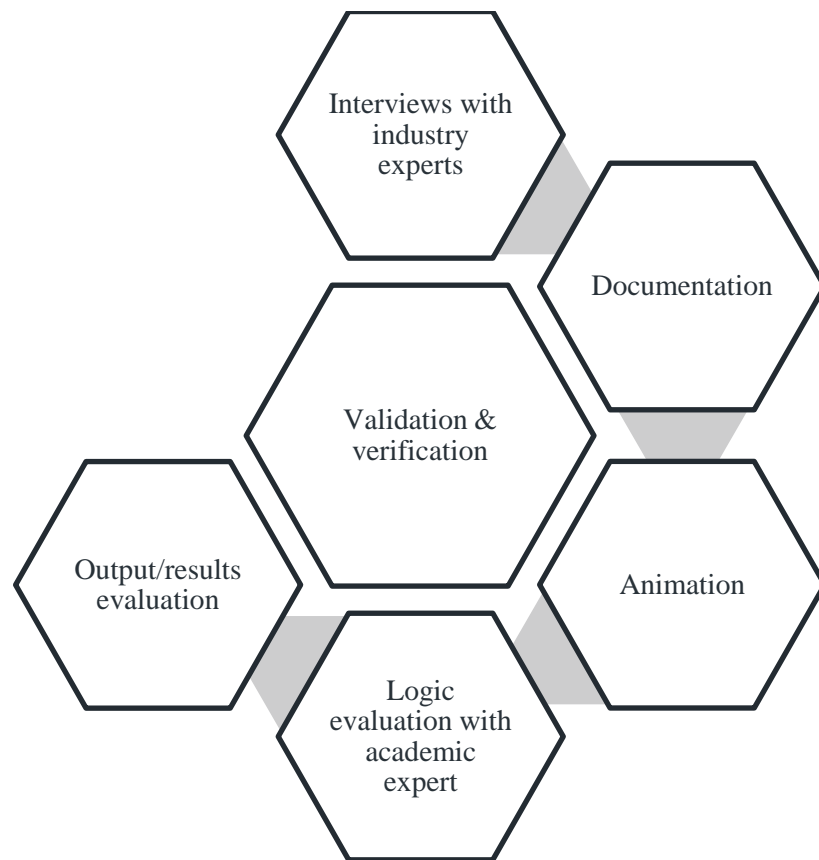 Interviews with
industry
experts
Documentation
Validation &
verification
Animation
Output/results
evaluation
Logic
evaluation with
academic
expert